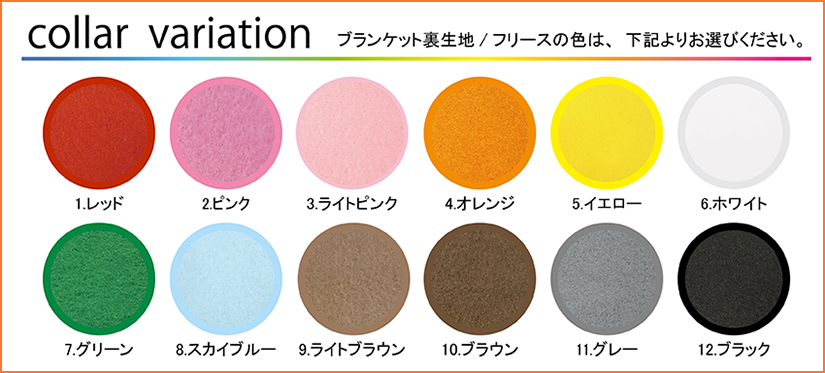 collar variation ブランケット裏生地/フリースの色は、下記よりお選びください。
1.レッド 2.ピンク 3.ライトピンク 4.オレンジ 5.イエロー 6.ホワイト
7.グリーン 8.スカイブルー 9.ライトブラウン 10.ブラウン 11.グレー 12.ブラック